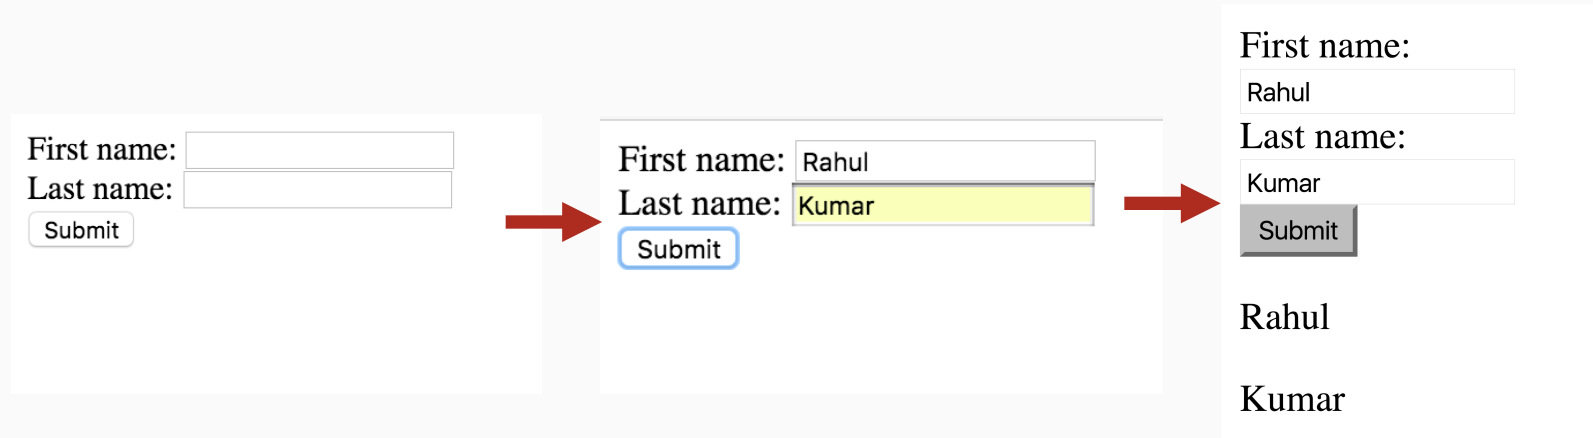 First name:
Last name:
Submit
First name: Rahul
Last name: Kumar
Submit
First name:
Rahul
Last name:
Kumar
Submit
Rahul
Kumar